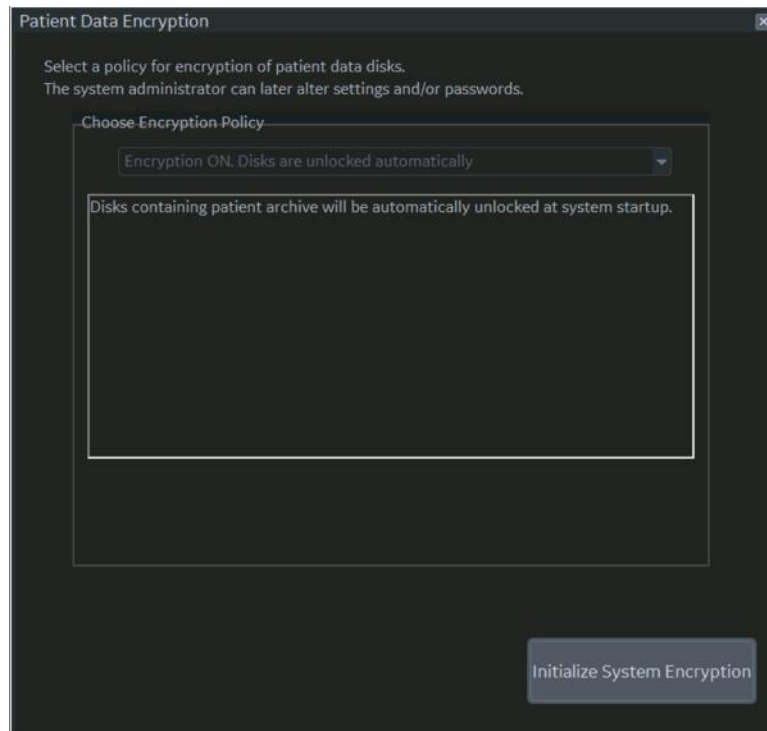 Patient Data Encryption
Select a policy for encryption of patient data disks.
The system administrator can later alter settings and/or passwords.
Choose Encryption Policy
Encryption ON. Disks are unlocked automatically
Disks containing patient archive will be automatically unlocked at system startup.
Initialize System Encryption